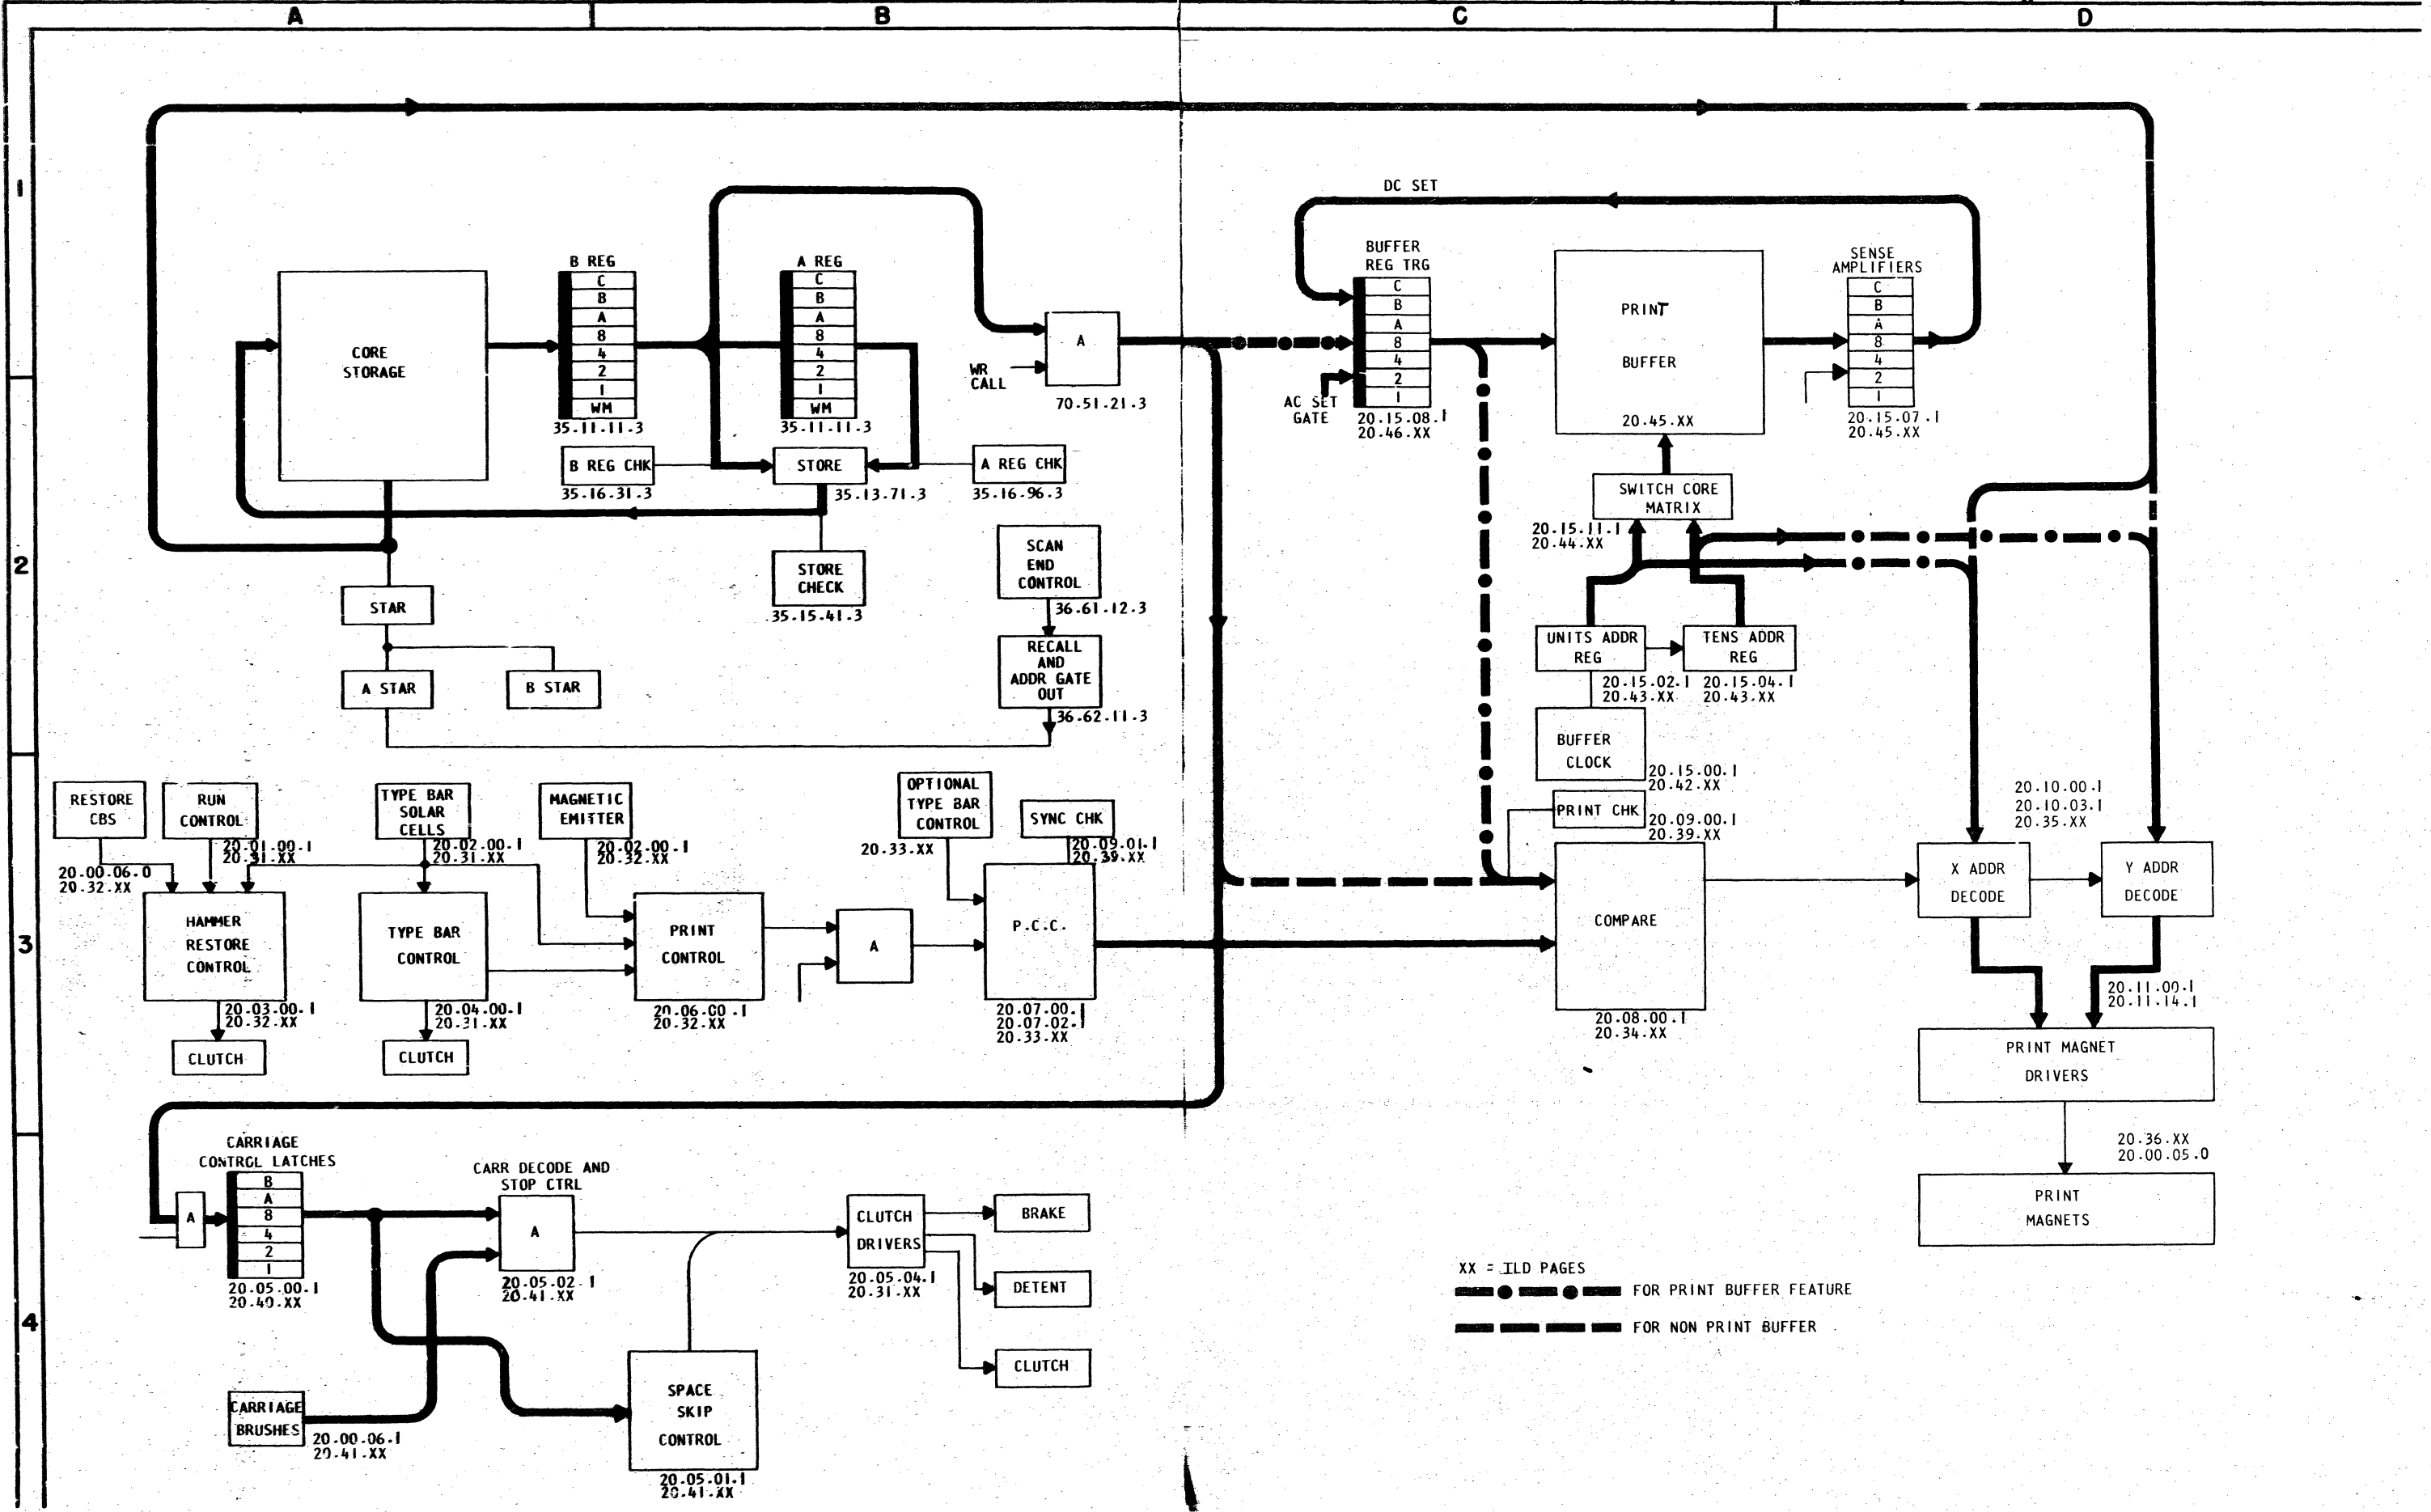 A
B
C
D
1
2
3
4
CORE
STORAGE
B REG
C
B
A
8
4
2
1
WM
35.11.11.3
A REG
C
B
A
8
4
2
1
WM
35.11.11.3
A
WR
CALL
70.51.21.3
B REG CHK
35.16.31.3
STORE
35.13.71.3
A REG CHK
35.16.96.3
STORE
CHECK
35.15.41.3
SCAN
END
CONTROL
36.61.12.3
RECALL
AND
ADDR GATE
OUT
36.62.11.3
STAR
A STAR
B STAR
DC SET
BUFFER
REG TRG
C
B
A
8
4
2
1
AC SET
GATE
20.15.08.1
20.46.XX
PRINT
BUFFER
20.45.XX
SENSE
AMPLIFIERS
C
B
A
8
4
2
1
20.15.07.1
20.45.XX
SWITCH CORE
MATRIX
20.15.11.1
20.44.XX
UNITS ADDR
REG
20.15.02.1
20.43.XX
TENS ADDR
REG
20.15.04.1
20.43.XX
BUFFER
CLOCK
20.15.00.1
20.42.XX
PRINT CHK
20.09.00.1
20.39.XX
RESTORE
CBS
20.00.06.0
20.32.XX
RUN
CONTROL
20.01.00.1
20.31.XX
TYPE BAR
SOLAR
CELLS
20.02.00.1
20.31.XX
MAGNETIC
EMITTER
20.02.00.1
20.32.XX
OPTIONAL
TYPE BAR
CONTROL
20.33.XX
SYNC CHK
20.09.01.1
20.39.XX
HAMMER
RESTORE
CONTROL
20.03.00.1
20.32.XX
CLUTCH
TYPE BAR
CONTROL
20.04.00.1
20.31.XX
CLUTCH
PRINT
CONTROL
20.06.00.1
20.32.XX
A
P.C.C.
20.07.00.1
20.07.02.1
20.33.XX
COMPARE
20.08.00.1
20.34.XX
20.10.00.1
20.10.03.1
20.35.XX
X ADDR
DECODE
Y ADDR
DECODE
20.11.00.1
20.11.14.1
PRINT MAGNET
DRIVERS
20.36.XX
20.00.05.0
PRINT
MAGNETS
CARRIAGE
CONTROL LATCHES
A
B
A
8
4
2
1
20.05.00.1
20.40.XX
CARR DECODE AND
STOP CTRL
A
20.05.02.1
20.41.XX
CLUTCH
DRIVERS
20.05.04.1
20.31.XX
BRAKE
DETENT
CLUTCH
CARRIAGE
BRUSHES
20.00.06.1
20.41.XX
SPACE
SKIP
CONTROL
20.05.01.1
20.41.XX
XX = ILD PAGES
FOR PRINT BUFFER FEATURE
FOR NON PRINT BUFFER